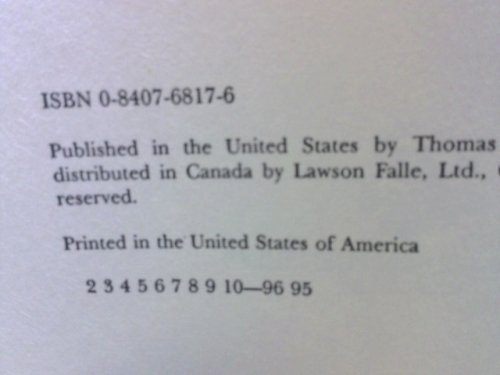 ISBN 0-8407-6817-6
Published in the United States by Thomas
distributed in Canada by Lawson Falle, Ltd.,
reserved.
Printed in the United States of America
2 3 4 5 6 7 8 9 10—96 95